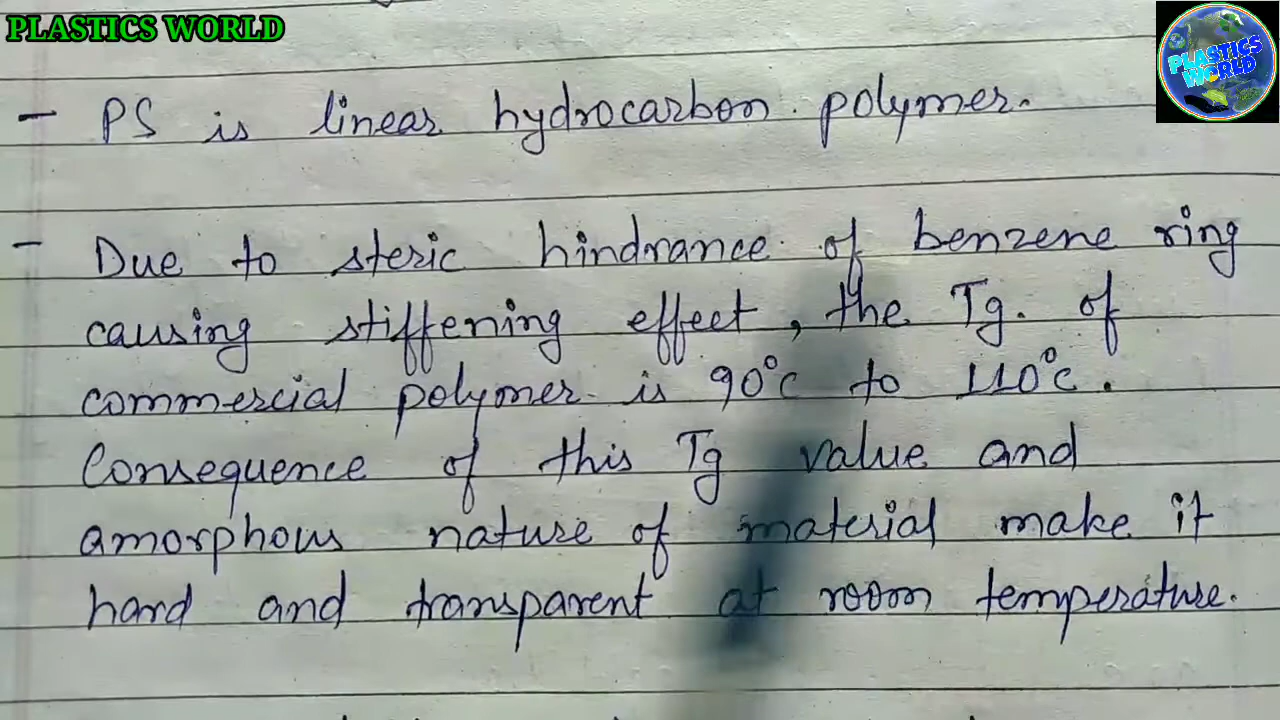 PLASTICS WORLD
PLASTICS
WORLD
- PS is linear hydrocarbon polymer.
- Due to steric hindrance of benzene ring
causing stiffening effect, the Tg. of
commercial polymer is 90°C to 110°C.
Consequence of this Tg value and
amorphous nature of material make it
hard and transparent at room temperature.